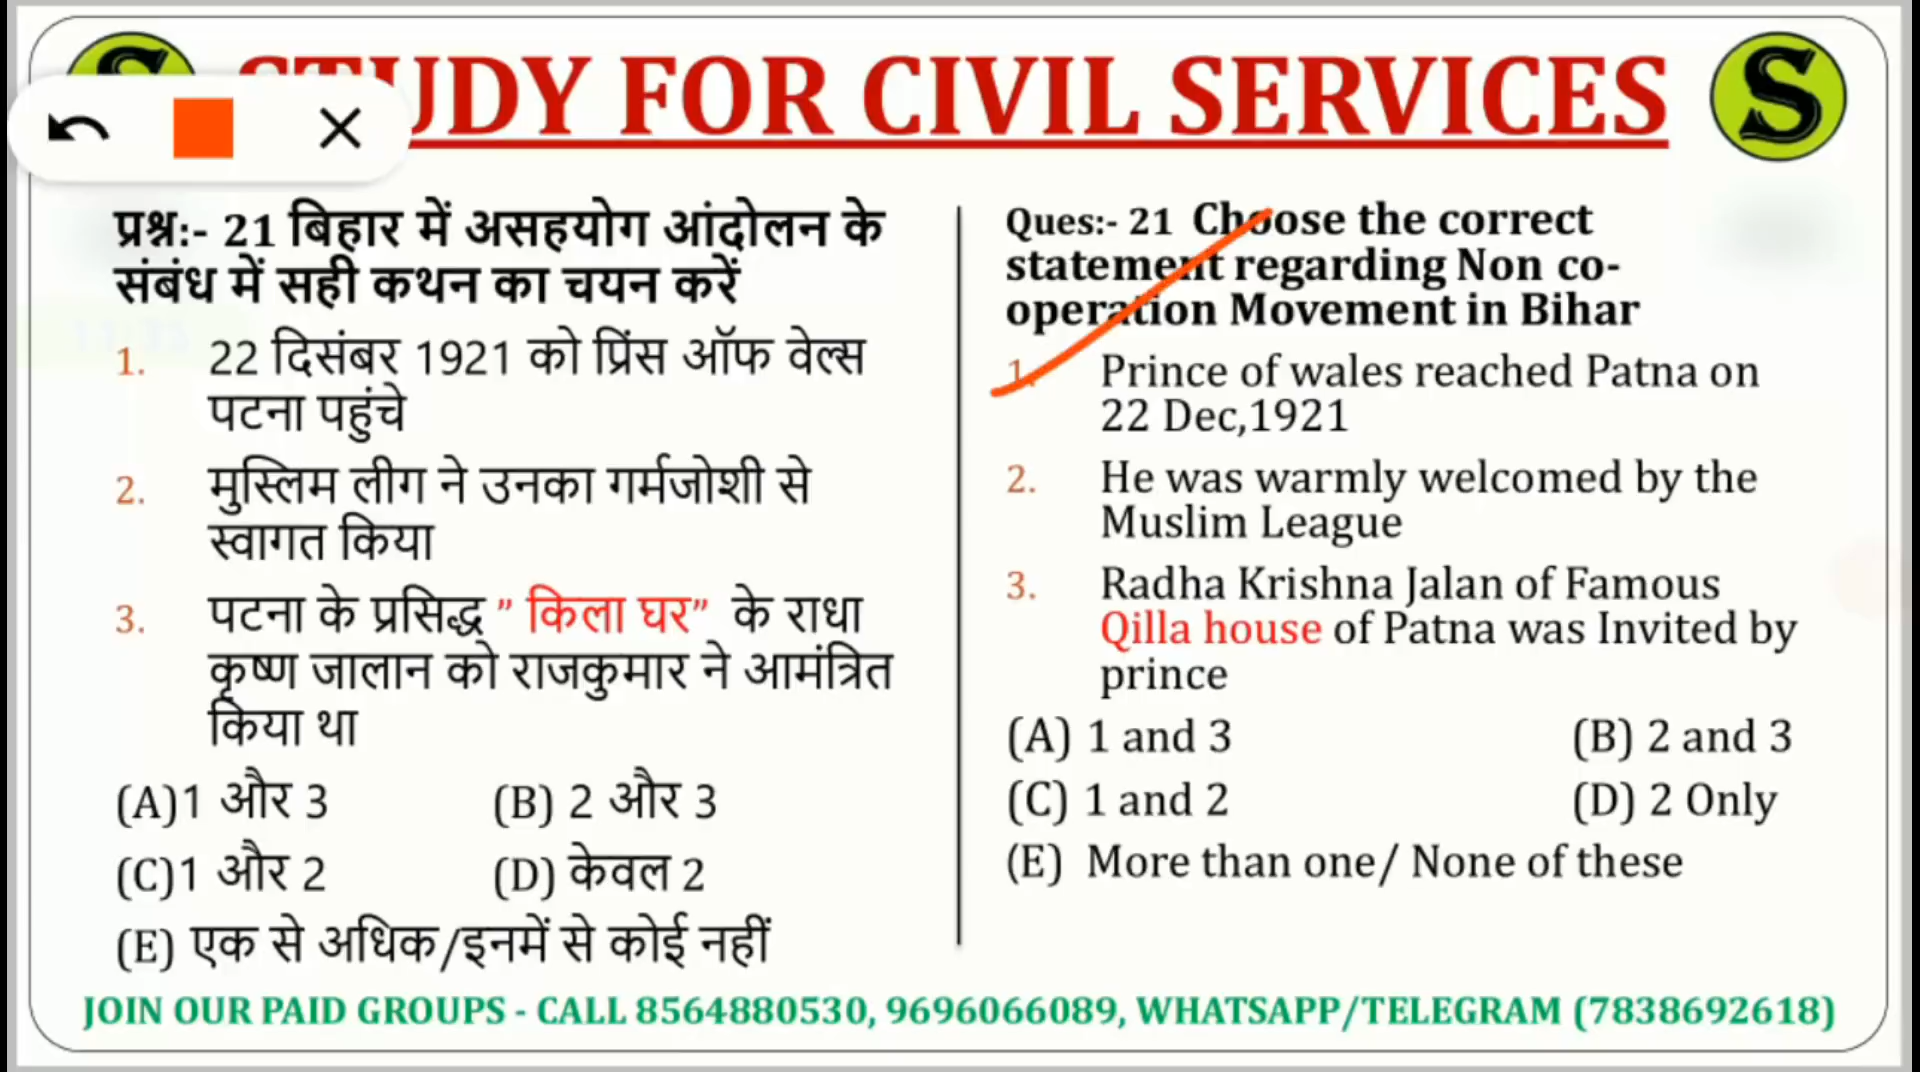 STUDY FOR CIVIL SERVICES
प्रश्न:- 21 बिहार में असहयोग आंदोलन के
संबंध में सही कथन का चयन करें
1. 22 दिसंबर 1921 को प्रिंस ऑफ वेल्स
पटना पहुंचे
2. मुस्लिम लीग ने उनका गर्मजोशी से
स्वागत किया
3. पटना के प्रसिद्ध ” किला घर” के राधा
कृष्ण जालान को राजकुमार ने आमंत्रित
किया था
(A)1 और 3 (B) 2 और 3
(C)1 और 2 (D) केवल 2
(E) एक से अधिक/इनमें से कोई नहीं
Ques:- 21 Choose the correct
statement regarding Non co-
operation Movement in Bihar
1. Prince of wales reached Patna on
22 Dec,1921
2. He was warmly welcomed by the
Muslim League
3. Radha Krishna Jalan of Famous
Qilla house of Patna was Invited by
prince
(A) 1 and 3 (B) 2 and 3
(C) 1 and 2 (D) 2 Only
(E) More than one/ None of these
JOIN OUR PAID GROUPS - CALL 8564880530, 9696066089, WHATSAPP/TELEGRAM (7838692618)